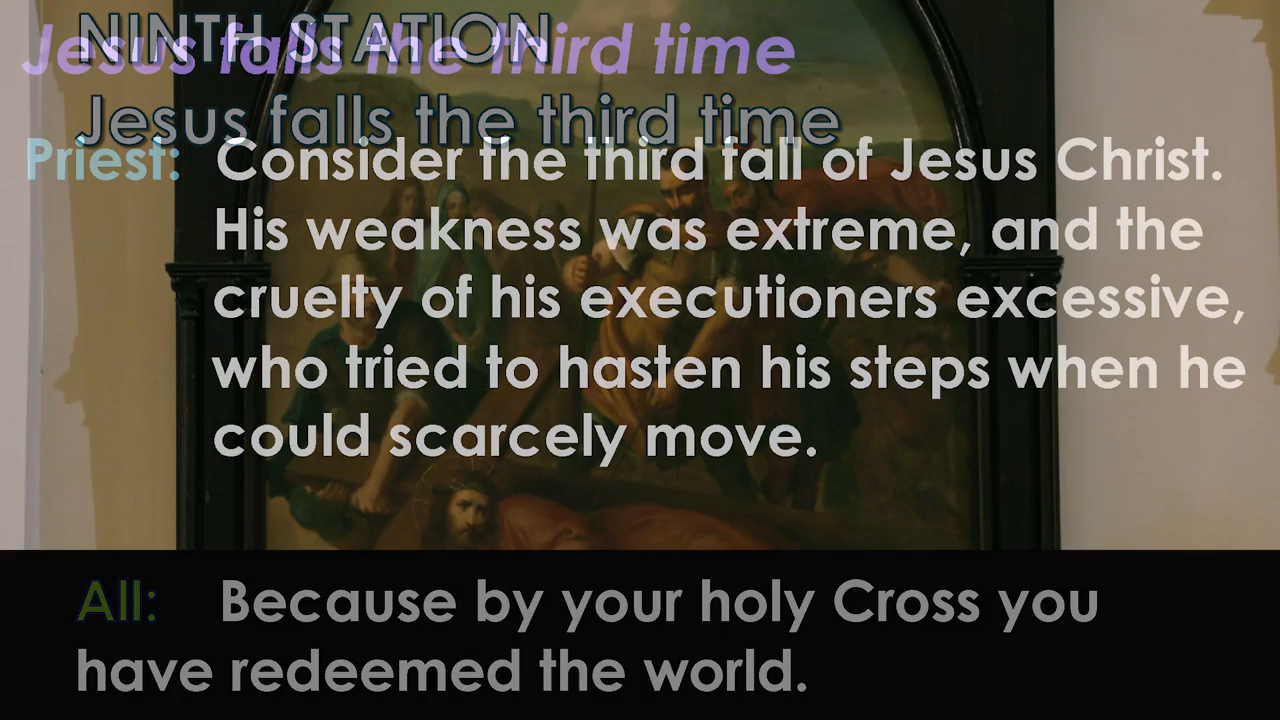 NINTH STATION
Jesus falls the third time
Jesus falls the third time
Priest: Consider the third fall of Jesus Christ.
His weakness was extreme, and the
cruelty of his executioners excessive,
who tried to hasten his steps when he
could scarcely move.
All: Because by your holy Cross you
have redeemed the world.